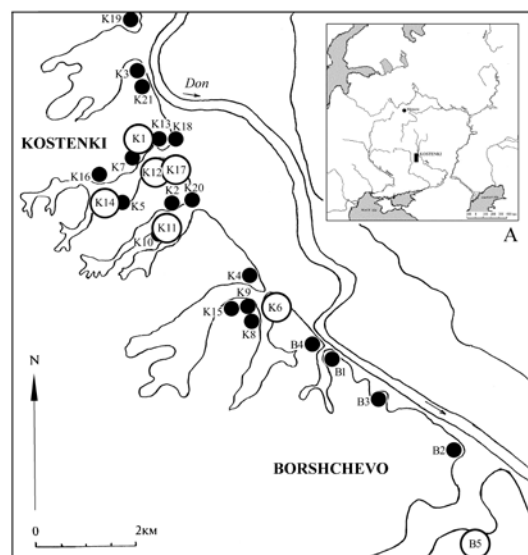 K19
Don
K3
K21
KOSTENKI
K1
K13
K18
K7
K12
K17
K16
K14
K5
K2
K20
K11
K10
K4
K9
K15
K6
K8
B4
B1
B3
B2
N
BORSHCHEVO
0
2км
B5
KOSTENKI
A